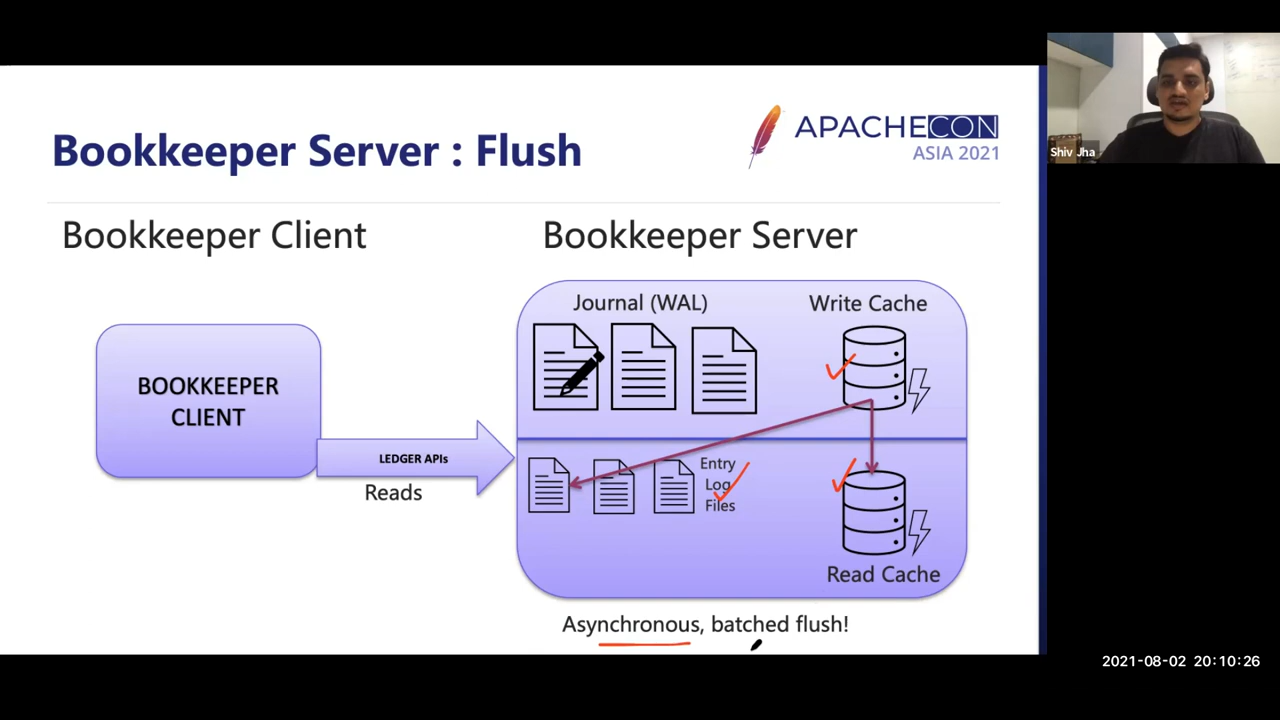 Bookkeeper Server : Flush
APACHECON
ASIA 2021
Shiv Jha
Bookkeeper Client
Bookkeeper Server
Journal (WAL)
Write Cache
BOOKKEEPER
CLIENT
LEDGER APIs
Reads
Entry
Log
Files
Read Cache
Asynchronous, batched flush!
2021-08-02 20:10:26